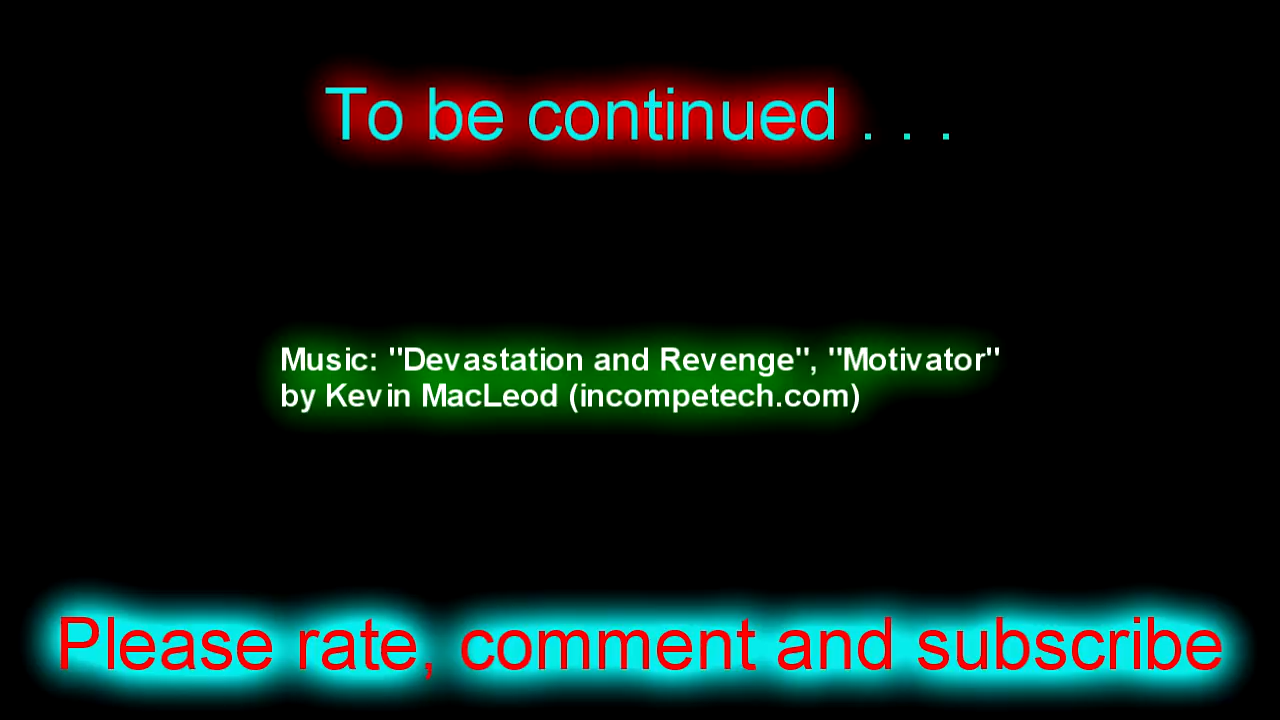 To be continued . . .
Music: "Devastation and Revenge", "Motivator"
by Kevin MacLeod (incompetech.com)
Please rate, comment and subscribe